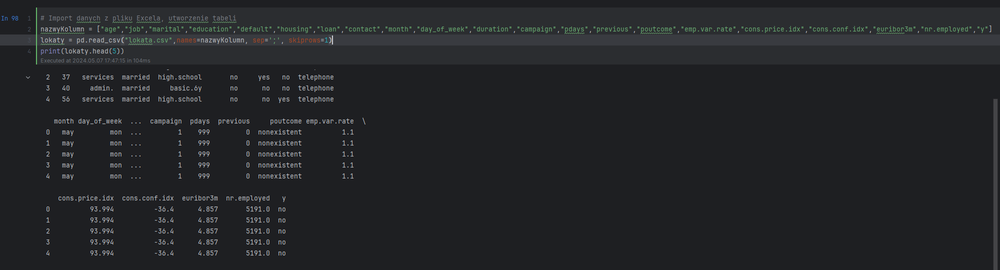 In 98 1 # Import danych z pliku Excela, utworzenie tabeli
2 nazwyKolumn = ["age","job","marital","education","default","housing","loan","contact","month","day_of_week","duration","campaign","pdays","previous","poutcome","emp.var.rate","cons.price.idx","cons.conf.idx","euribor3m","nr.employed","y"]
3 lokaty = pd.read_csv("lokata.csv",names=nazwyKolumn, sep=';', skiprows=1)
4 print(lokaty.head(5))
Executed at 2024.05.07 17:47:15 in 104ms
2 37 services married high.school no yes no telephone
3 40 admin. married basic.6y no no no telephone
4 56 services married high.school no no yes telephone
month day_of_week ... campaign pdays previous poutcome emp.var.rate \
0 may mon ... 1 999 0 nonexistent 1.1
1 may mon ... 1 999 0 nonexistent 1.1
2 may mon ... 1 999 0 nonexistent 1.1
3 may mon ... 1 999 0 nonexistent 1.1
4 may mon ... 1 999 0 nonexistent 1.1
cons.price.idx cons.conf.idx euribor3m nr.employed y
0 93.994 -36.4 4.857 5191.0 no
1 93.994 -36.4 4.857 5191.0 no
2 93.994 -36.4 4.857 5191.0 no
3 93.994 -36.4 4.857 5191.0 no
4 93.994 -36.4 4.857 5191.0 no